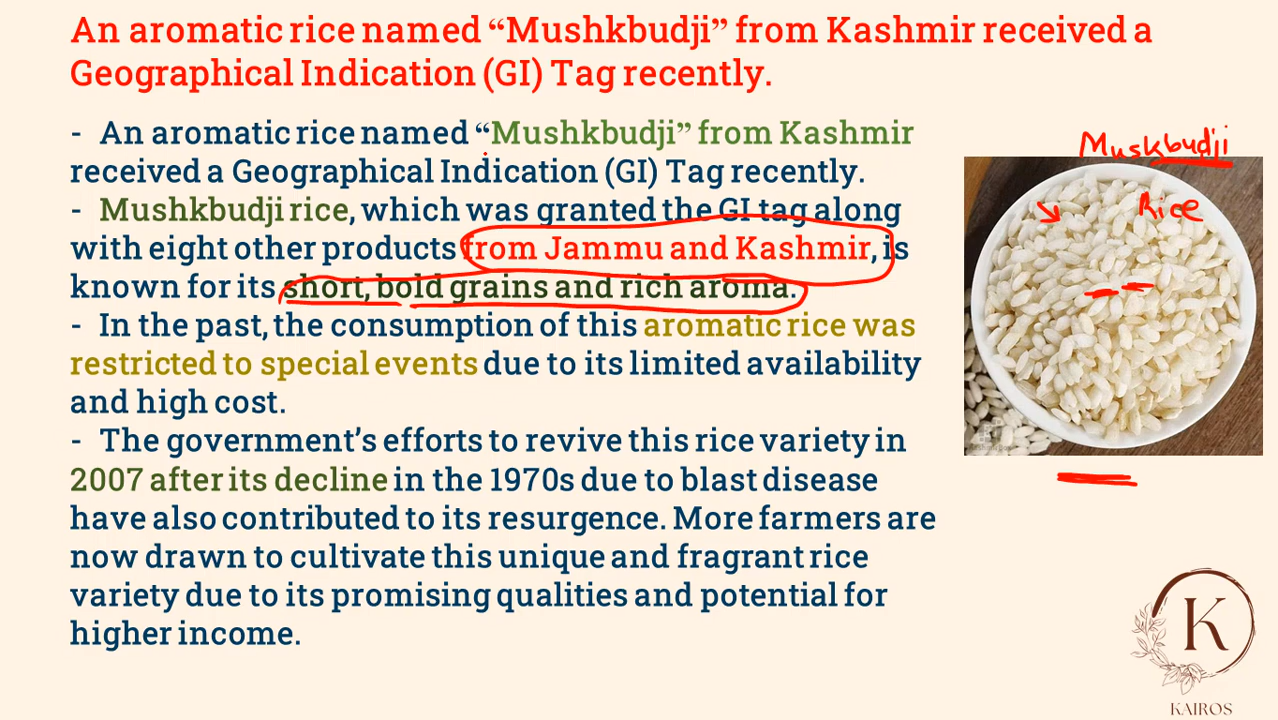 An aromatic rice named “Mushkbudji” from Kashmir received a
Geographical Indication (GI) Tag recently.
- An aromatic rice named “Mushkbudji” from Kashmir
received a Geographical Indication (GI) Tag recently.
- Mushkbudji rice, which was granted the GI tag along
with eight other products from Jammu and Kashmir, is
known for its short, bold grains and rich aroma.
- In the past, the consumption of this aromatic rice was
restricted to special events due to its limited availability
and high cost.
- The government’s efforts to revive this rice variety in
2007 after its decline in the 1970s due to blast disease
have also contributed to its resurgence. More farmers are
now drawn to cultivate this unique and fragrant rice
variety due to its promising qualities and potential for
higher income.
Muskbudji
Rice
K
KAIROS